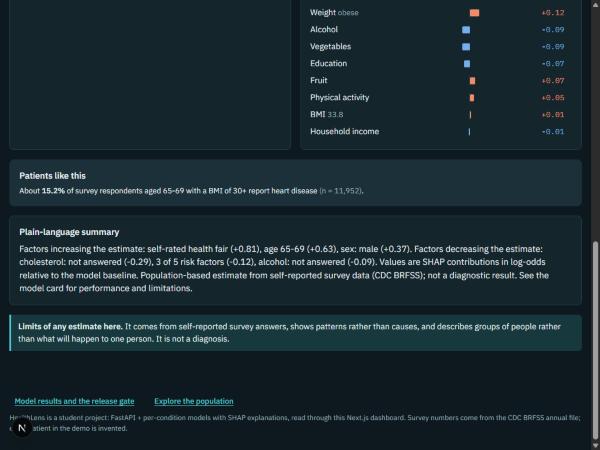 Weight obese +0.12
Alcohol -0.09
Vegetables -0.09
Education -0.07
Fruit +0.07
Physical activity +0.05
BMI 33.8 +0.01
Household income -0.01
Patients like this
About 15.2% of survey respondents aged 65-69 with a BMI of 30+ report heart disease (n = 11,952).
Plain-language summary
Factors increasing the estimate: self-rated health fair (+0.81), age 65-69 (+0.63), sex: male (+0.37). Factors decreasing the estimate:
cholesterol: not answered (-0.29), 3 of 5 risk factors (-0.12), alcohol: not answered (-0.09). Values are SHAP contributions in log-odds
relative to the model baseline. Population-based estimate from self-reported survey data (CDC BRFSS); not a diagnostic result. See the
model card for performance and limitations.
Limits of any estimate here. It comes from self-reported survey answers, shows patterns rather than causes, and describes groups of people rather
than what will happen to one person. It is not a diagnosis.
Model results and the release gate Explore the population
HealthLens is a student project: FastAPI + per-condition models with SHAP explanations, read through this Next.js dashboard. Survey numbers come from the CDC BRFSS annual file;
N patient in the demo is invented.